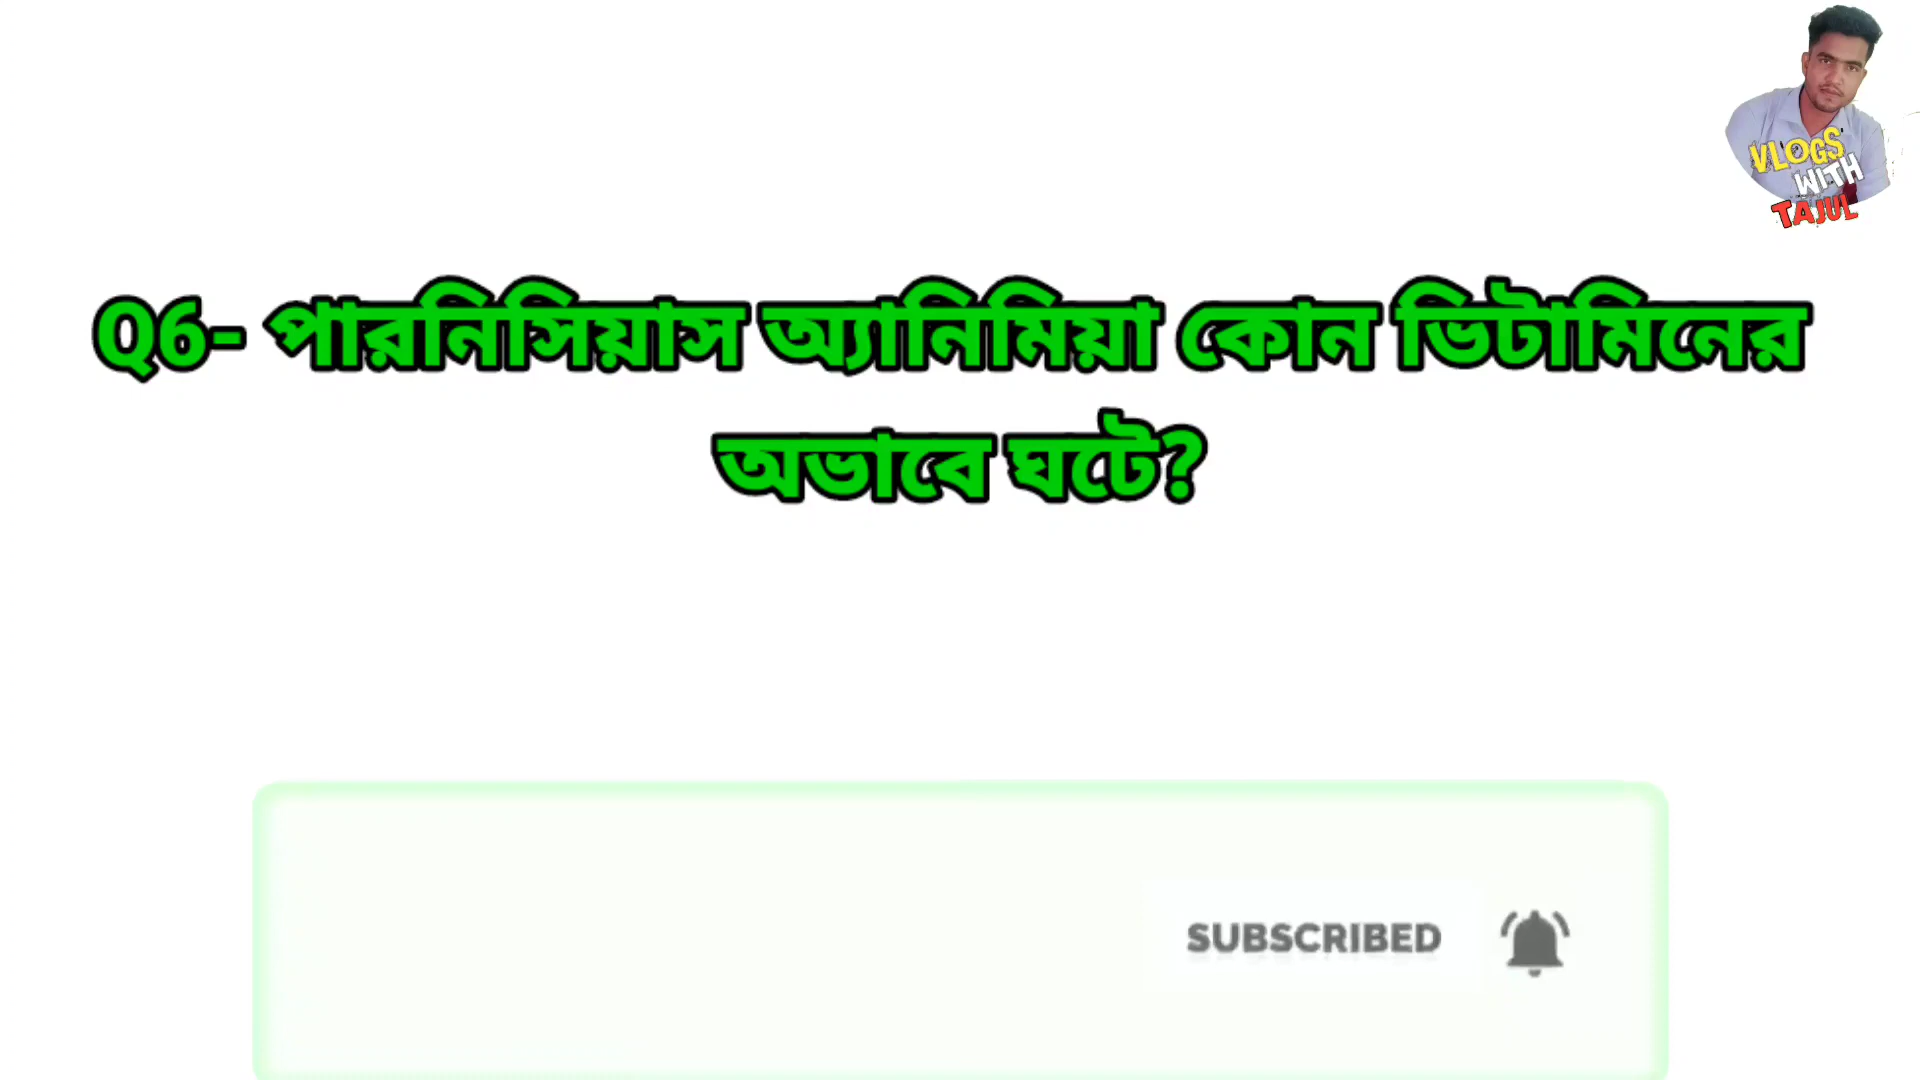 VLOGS
WITH
TAJUL
Q6- পারনিসিয়াস অ্যানিমিয়া কোন ভিটামিনের
অভাবে ঘটে?
SUBSCRIBED